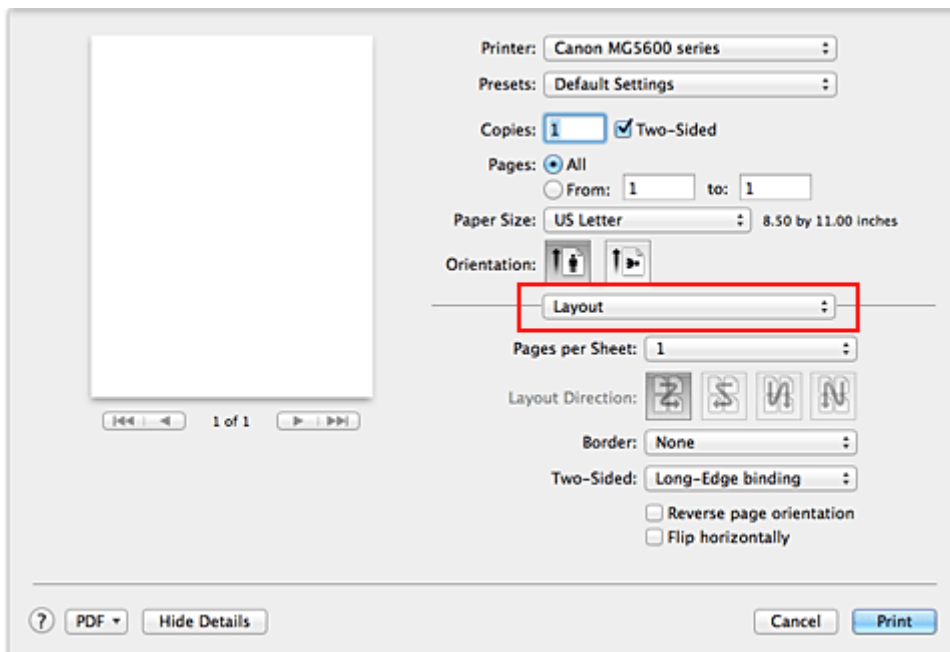 Printer: Canon MG5600 series
Presets: Default Settings
Copies: 1 Two-Sided
Pages: All
From: 1 to: 1
Paper Size: US Letter 8.50 by 11.00 inches
Orientation:
Layout
Pages per Sheet: 1
Layout Direction:
1 of 1
Border: None
Two-Sided: Long-Edge binding
Reverse page orientation
Flip horizontally
? PDF Hide Details Cancel Print